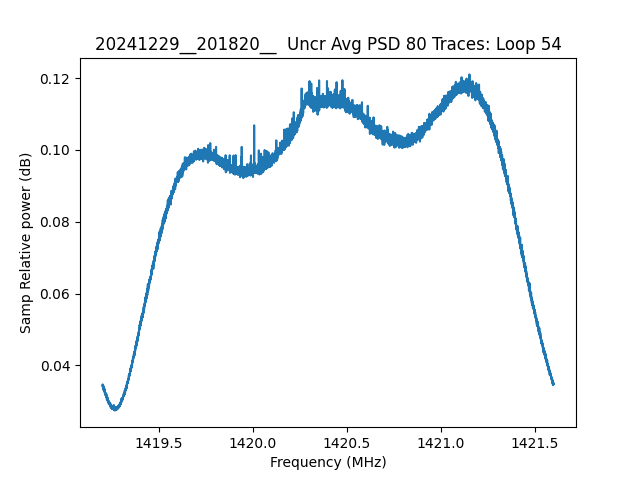 20241229__201820__  Uncr Avg PSD 80 Traces: Loop 54
0.12
0.10
0.08
0.06
0.04
Samp Relative power (dB)
1419.5 1420.0 1420.5 1421.0 1421.5
Frequency (MHz)